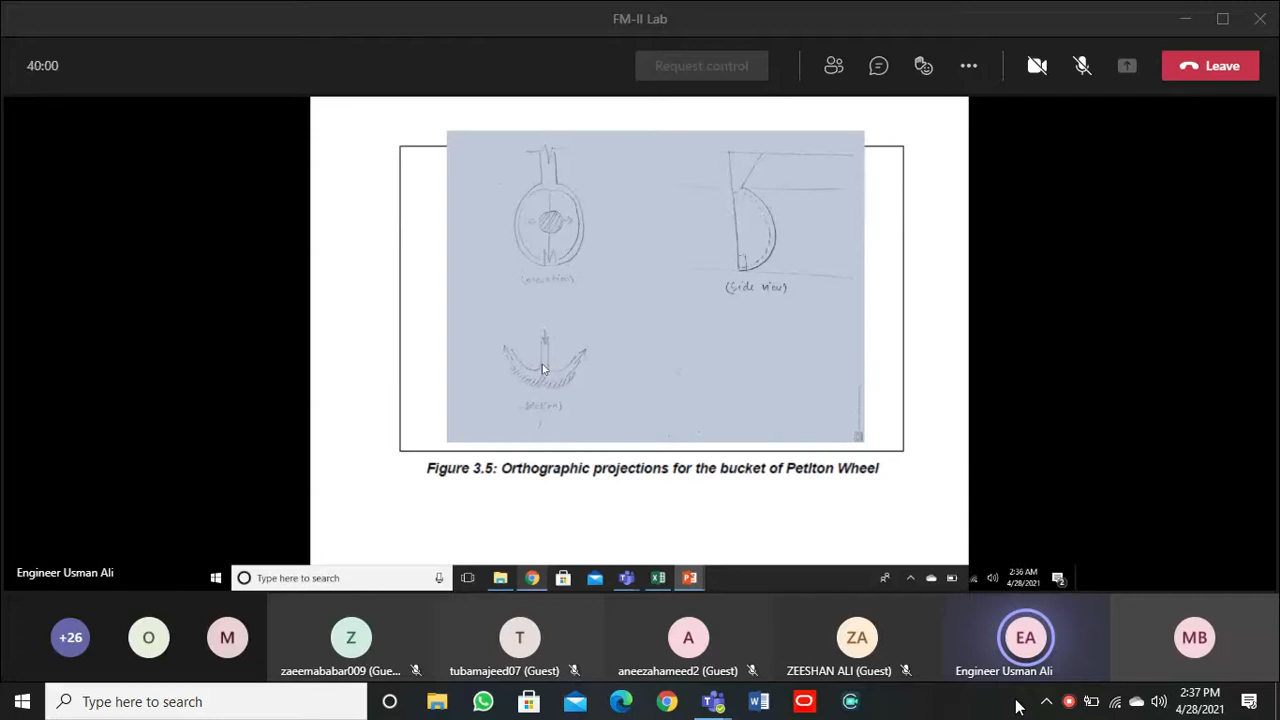 FM-II Lab
40:00
Request control
Leave
(Side view)
Figure 3.5: Orthographic projections for the bucket of Petlton Wheel
Engineer Usman Ali
Type here to search
2:36 AM
4/28/2021
2
+26
O
M
Z
zaeemababar009 (Gue...
T
tubamajeed07 (Guest)
A
aneezahameed2 (Guest)
ZA
ZEESHAN ALI (Guest)
EA
Engineer Usman Ali
MB
Type here to search
2:37 PM
4/28/2021